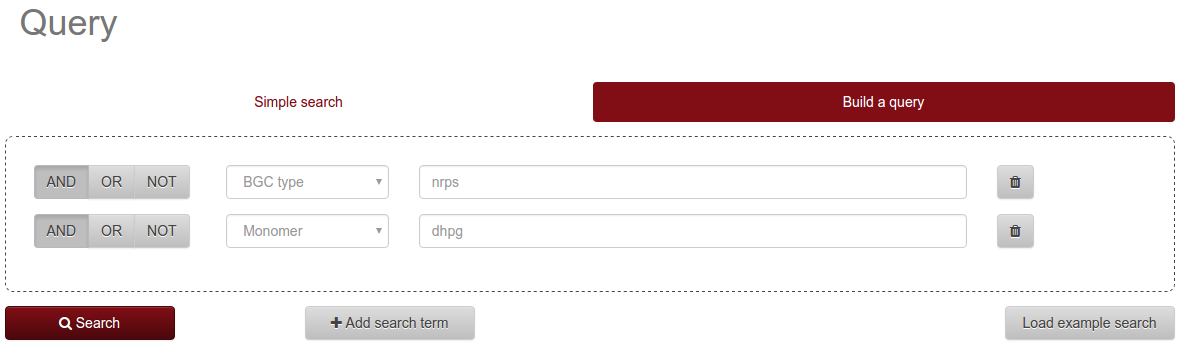 Query
Simple search Build a query
AND OR NOT BGC type nrps
AND OR NOT Monomer dhpg
Search Add search term Load example search